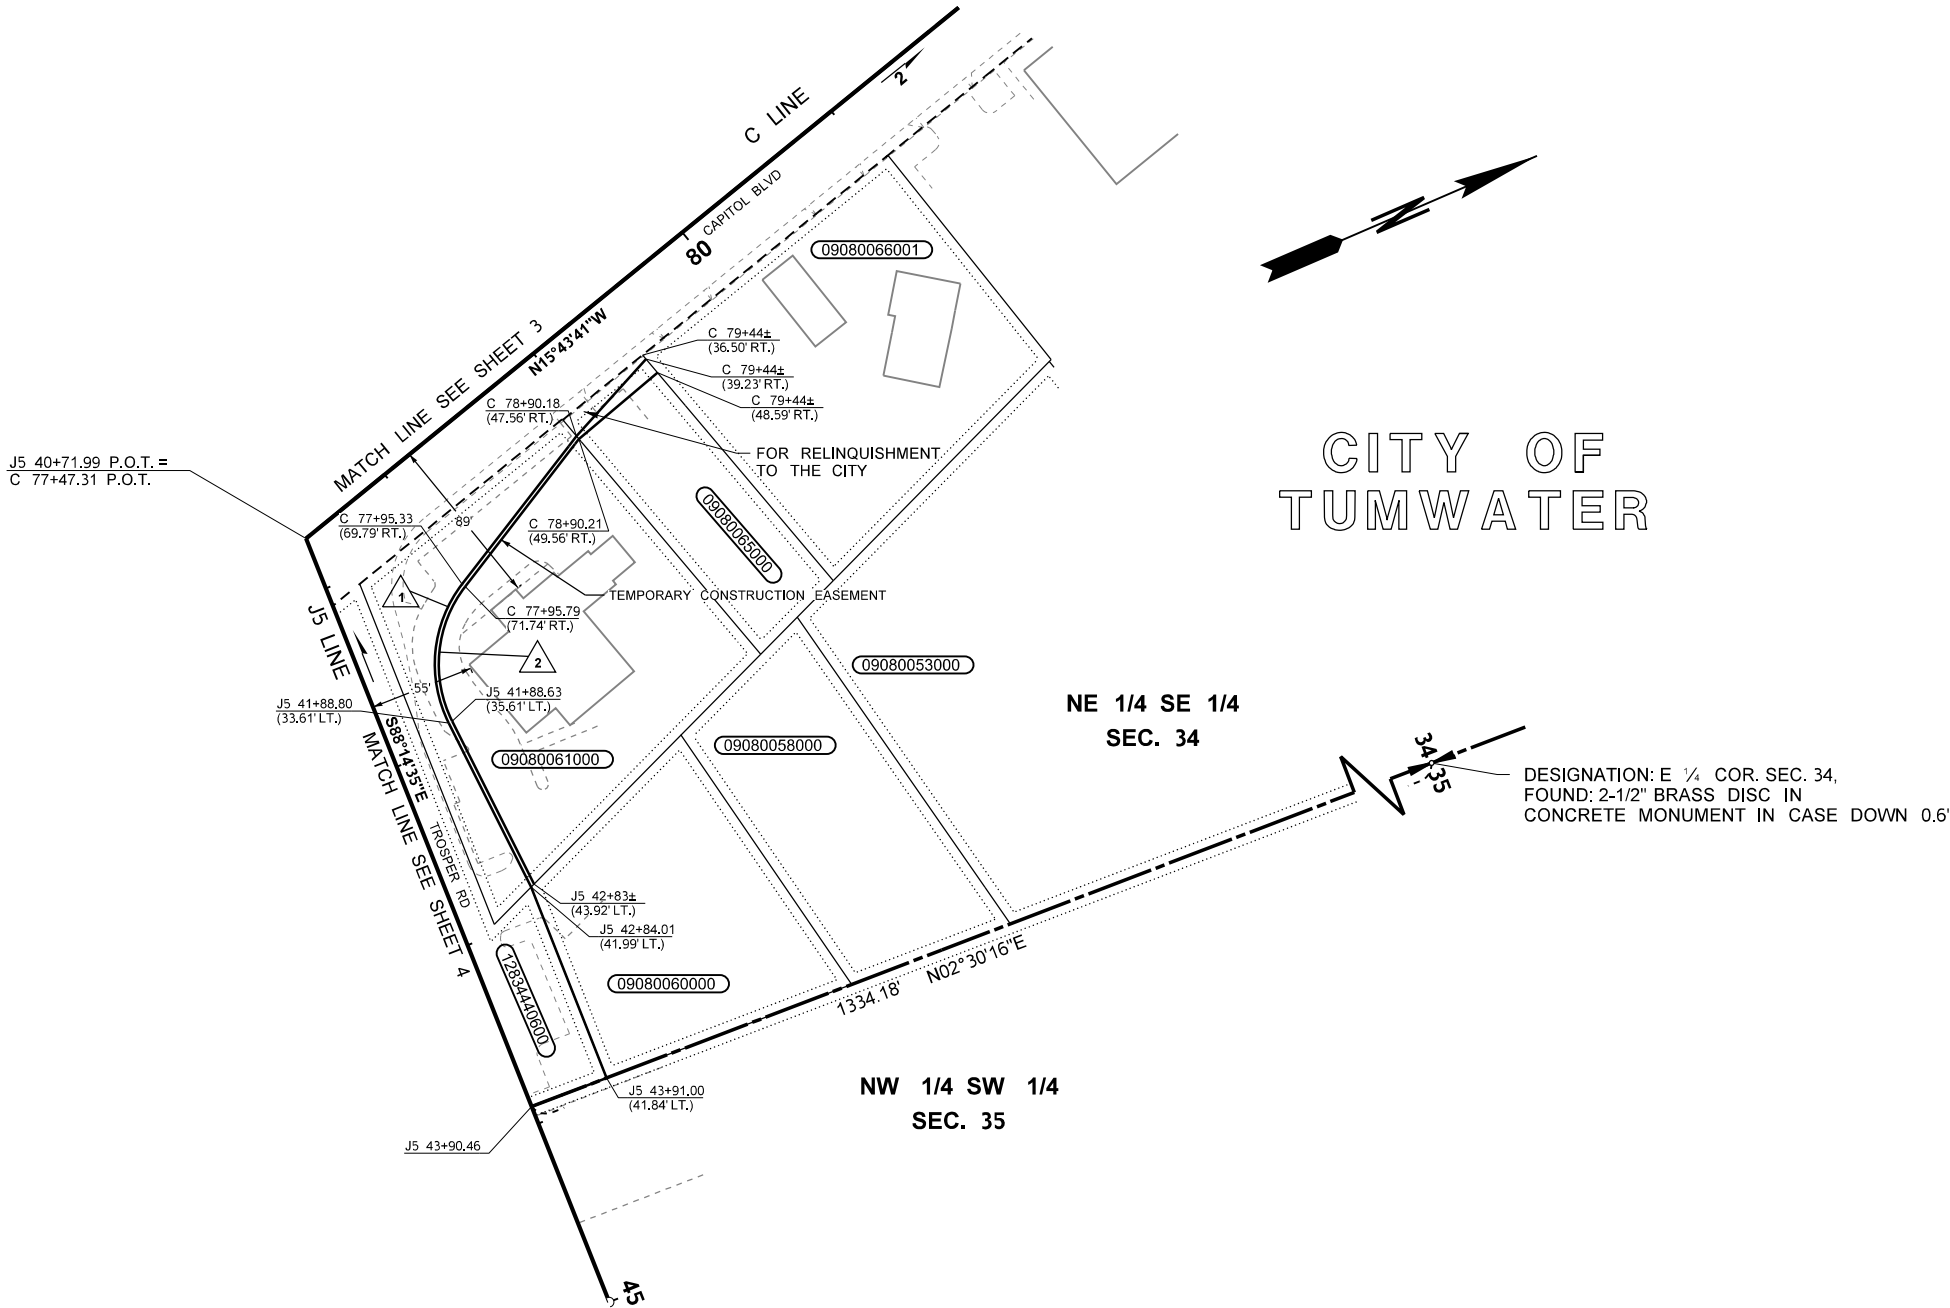 C LINE
2
CAPITOL BLVD
80
09080066001
N
MATCH LINE SEE SHEET 3
N15°43'41"W
C 79+44±
(36.50' RT.)
C 79+44±
(39.23' RT.)
C 79+44±
(48.59' RT.)
C 78+90.18
(47.56' RT.)
FOR RELINQUISHMENT
TO THE CITY
CITY OF
TUMWATER
J5 40+71.99 P.O.T. =
C 77+47.31 P.O.T.
C 77+95.33
(69.79' RT.)
89'
C 78+90.21
(49.56' RT.)
09080065000
1
TEMPORARY CONSTRUCTION EASEMENT
C 77+95.79
(71.74' RT.)
J5 LINE
2
09080053000
55'
J5 41+88.63
(35.61' LT.)
J5 41+88.80
(33.61' LT.)
NE 1/4 SE 1/4
SEC. 34
S88°14'35"E
MATCH LINE SEE SHEET 4
09080058000
09080061000
34
35
DESIGNATION: E ¼ COR. SEC. 34,
FOUND: 2-1/2" BRASS DISC IN
CONCRETE MONUMENT IN CASE DOWN 0.6'
TROSPER RD
J5 42+83±
(43.92' LT.)
J5 42+84.01
(41.99' LT.)
12834440600
09080060000
1334.18'
N02°30'16"E
NW 1/4 SW 1/4
SEC. 35
J5 43+91.00
(41.84' LT.)
J5 43+90.46
45